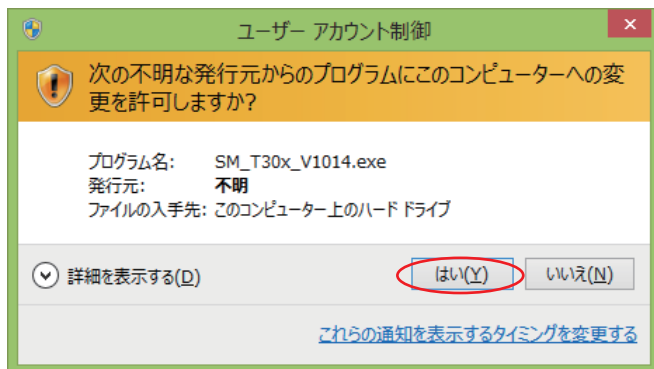 ユーザー アカウント制御
次の不明な発行元からのプログラムにこのコンピューターへの変
更を許可しますか?
プログラム名: SM_T30x_V1014.exe
発行元: 不明
ファイルの入手先: このコンピューター上のハード ドライブ
詳細を表示する(D) はい(Y) いいえ(N)
これらの通知を表示するタイミングを変更する